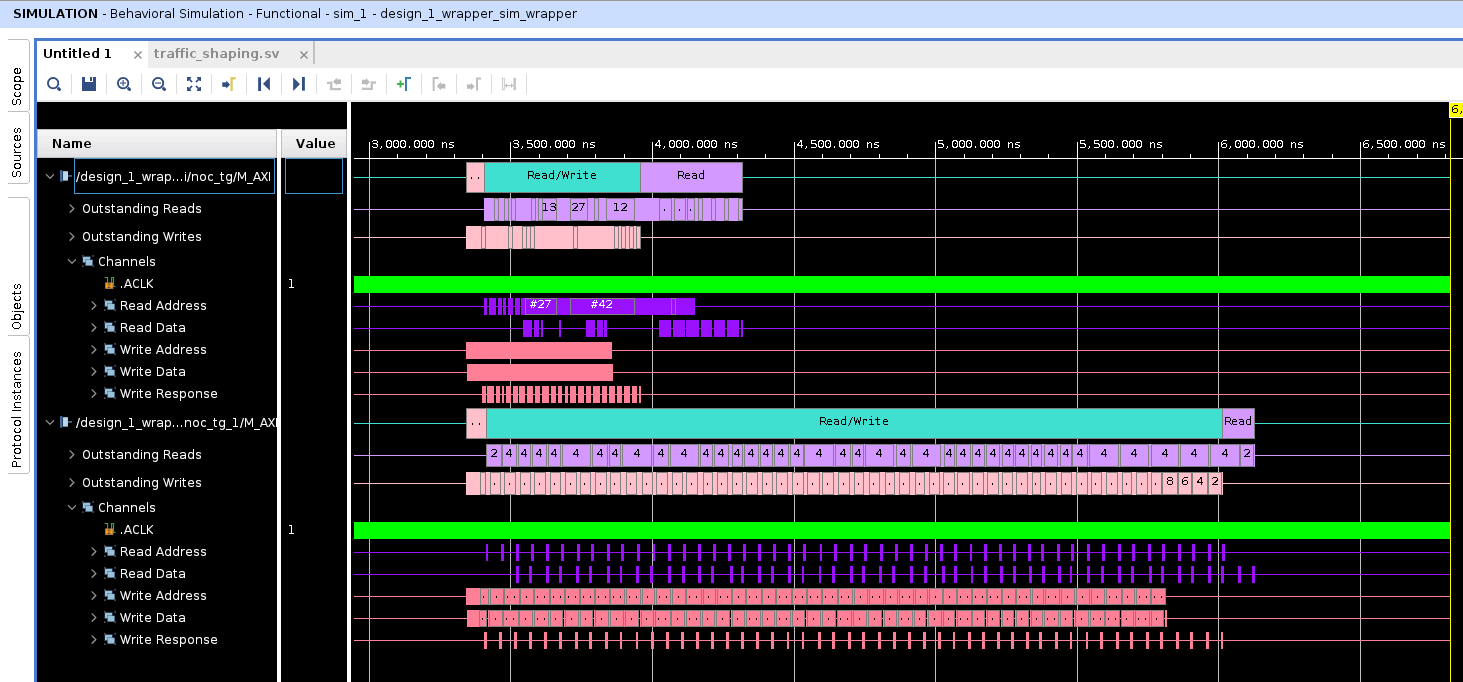 SIMULATION - Behavioral Simulation - Functional - sim_1 - design_1_wrapper_sim_wrapper
Untitled 1 × traffic_shaping.sv ×
Scope
Sources
Objects
Protocol Instances
6,
Name Value
3,000.000 ns 3,500.000 ns 4,000.000 ns 4,500.000 ns 5,000.000 ns 5,500.000 ns 6,000.000 ns 6,500.000 ns
/design_1_wrap...i/noc_tg/M_AXI .. Read/Write Read
Outstanding Reads 13 27 12 . . .
Outstanding Writes
Channels
.ACLK 1
Read Address #27 #42
Read Data
Write Address
Write Data
Write Response
/design_1_wrap...noc_tg_1/M_AXI .. Read/Write Read
Outstanding Reads 2 4 4 4 4 4 4 4 4 4 4 4 4 4 4 4 4 4 4 4 4 4 4 4 4 4 4 4 4 4 4 4 4 4 4 4 4 4 2
Outstanding Writes 8 6 4 2
Channels
.ACLK 1
Read Address
Read Data
Write Address
Write Data
Write Response